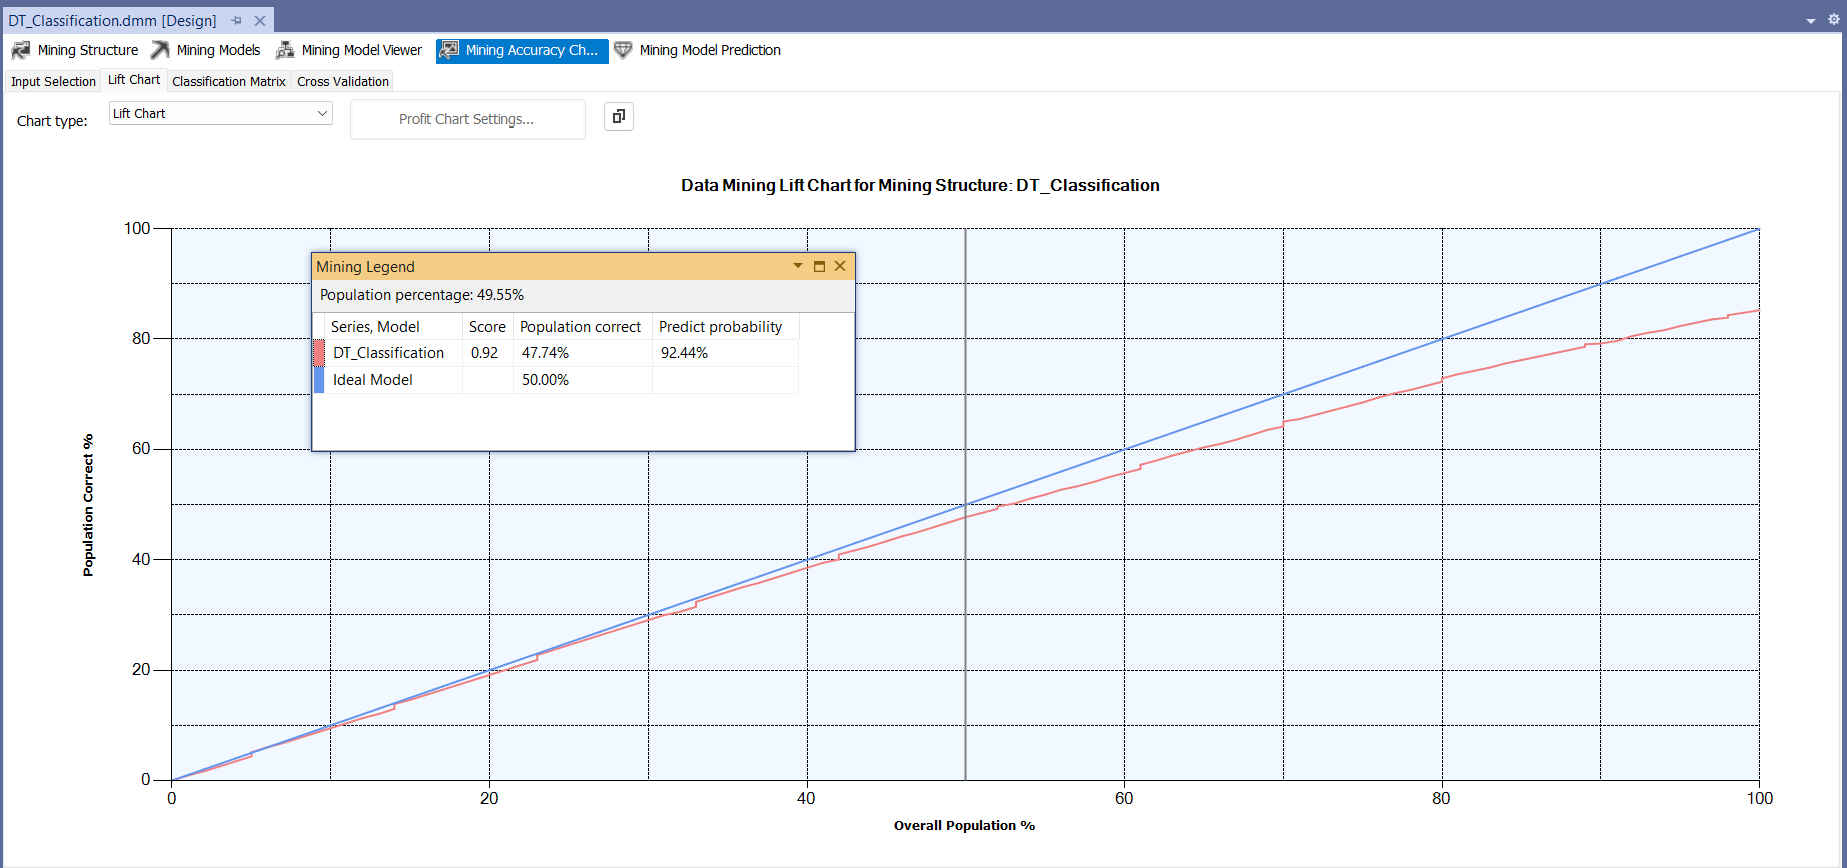 DT_Classification.dmm [Design]
Mining Structure Mining Models Mining Model Viewer Mining Accuracy Ch... Mining Model Prediction
Input Selection Lift Chart Classification Matrix Cross Validation
Chart type: Lift Chart Profit Chart Settings...
Data Mining Lift Chart for Mining Structure: DT_Classification
100
80
60
40
20
0
Population Correct %
Mining Legend
Population percentage: 49.55%
Series, Model Score Population correct Predict probability
DT_Classification 0.92 47.74% 92.44%
Ideal Model 50.00%
0 20 40 60 80 100
Overall Population %